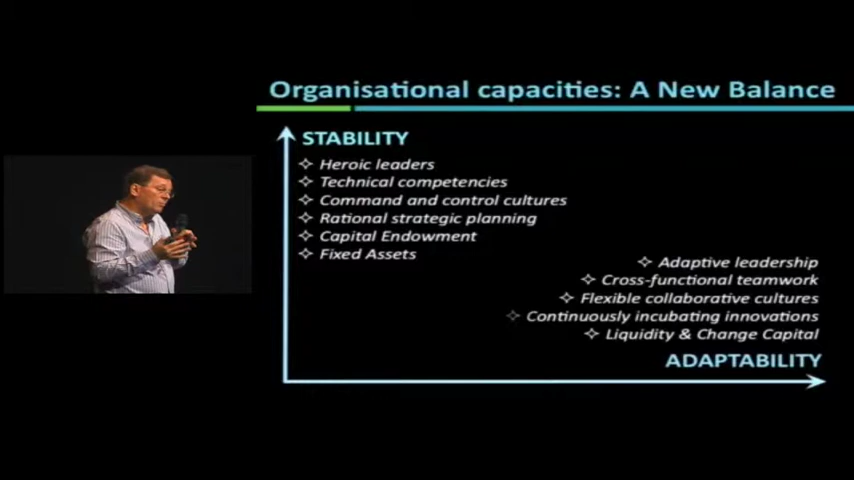 Organisational capacities: A New Balance
STABILITY
Heroic leaders
Technical competencies
Command and control cultures
Rational strategic planning
Capital Endowment
Fixed Assets
Adaptive leadership
Cross-functional teamwork
Flexible collaborative cultures
Continuously incubating innovations
Liquidity & Change Capital
ADAPTABILITY